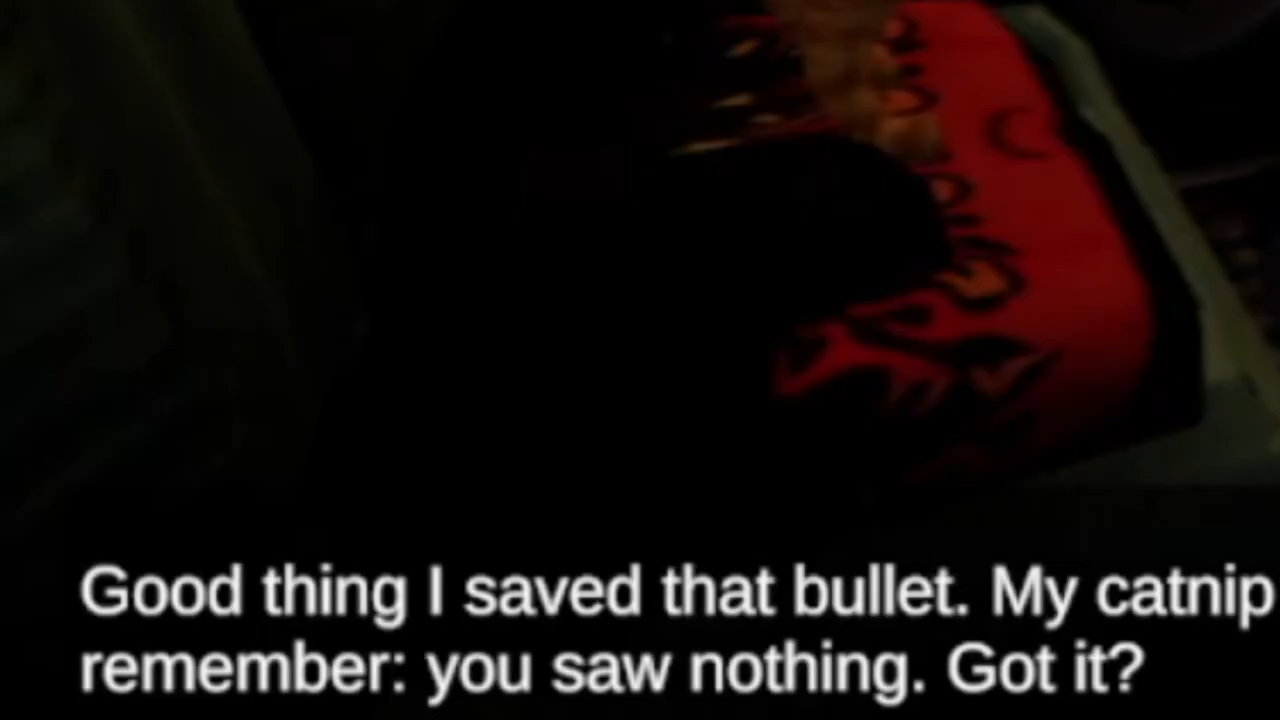 Good thing I saved that bullet. My catnip
remember: you saw nothing. Got it?